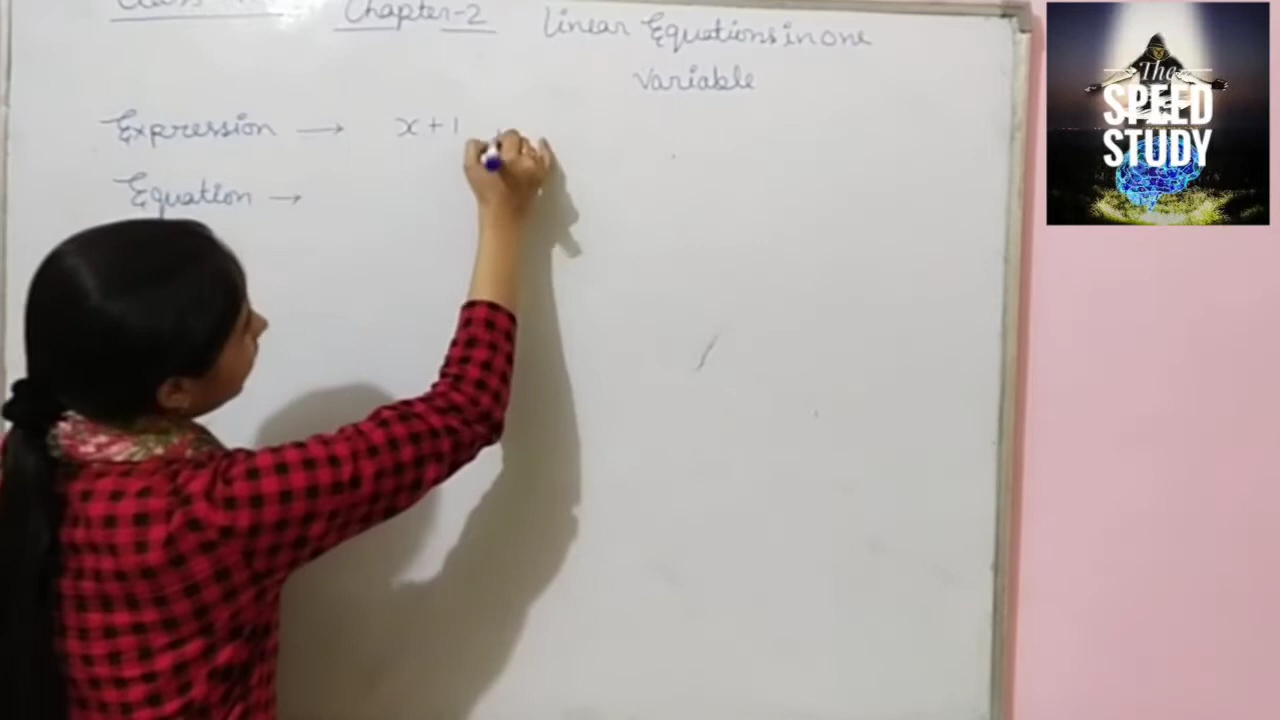 Chapter-2 Linear Equations in one
variable
Expression → x+1
Equation →
The
SPEED
STUDY